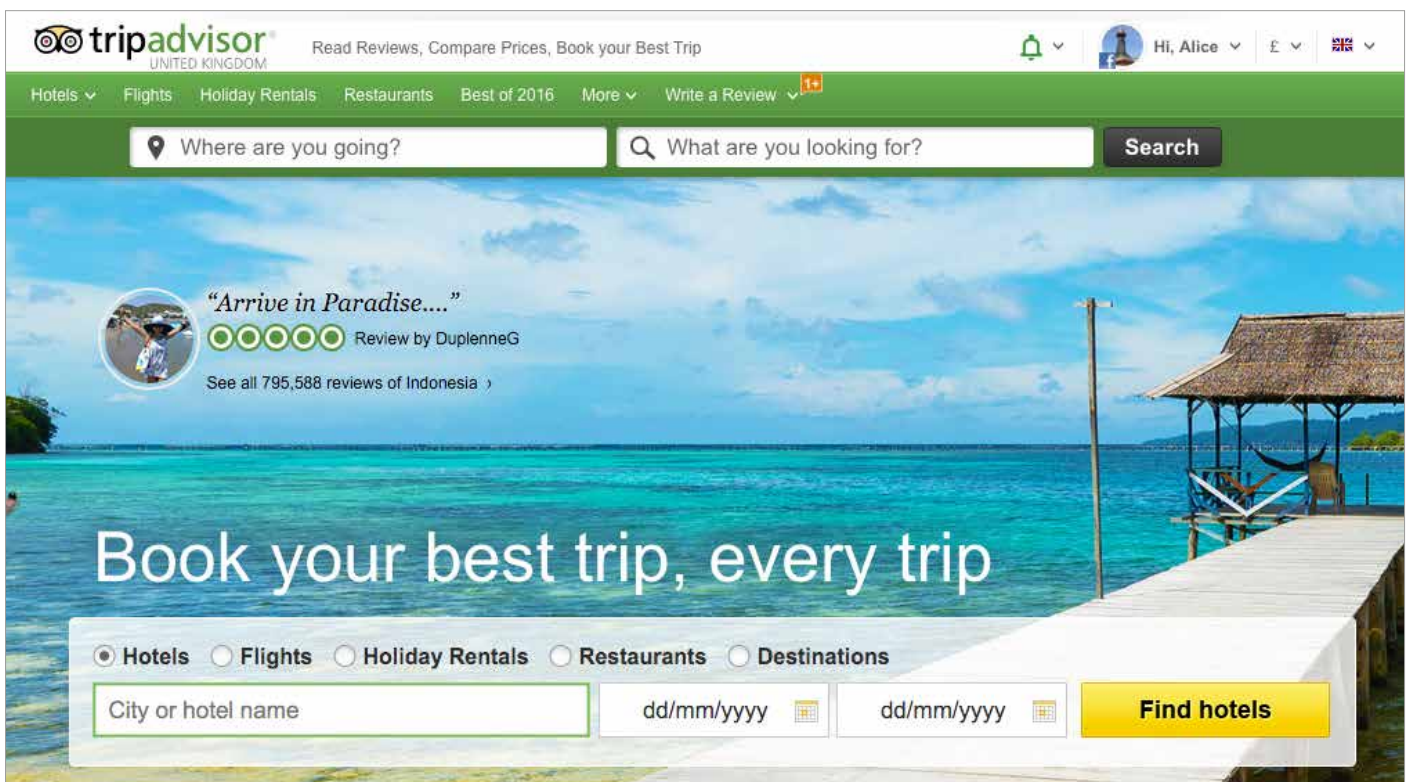 tripadvisor®
UNITED KINGDOM
Read Reviews, Compare Prices, Book your Best Trip
Hi, Alice
£
f
Hotels Flights Holiday Rentals Restaurants Best of 2016 More Write a Review 1+
Where are you going? What are you looking for? Search
“Arrive in Paradise....”
Review by DuplenneG
See all 795,588 reviews of Indonesia ›
Book your best trip, every trip
Hotels Flights Holiday Rentals Restaurants Destinations
City or hotel name dd/mm/yyyy dd/mm/yyyy Find hotels